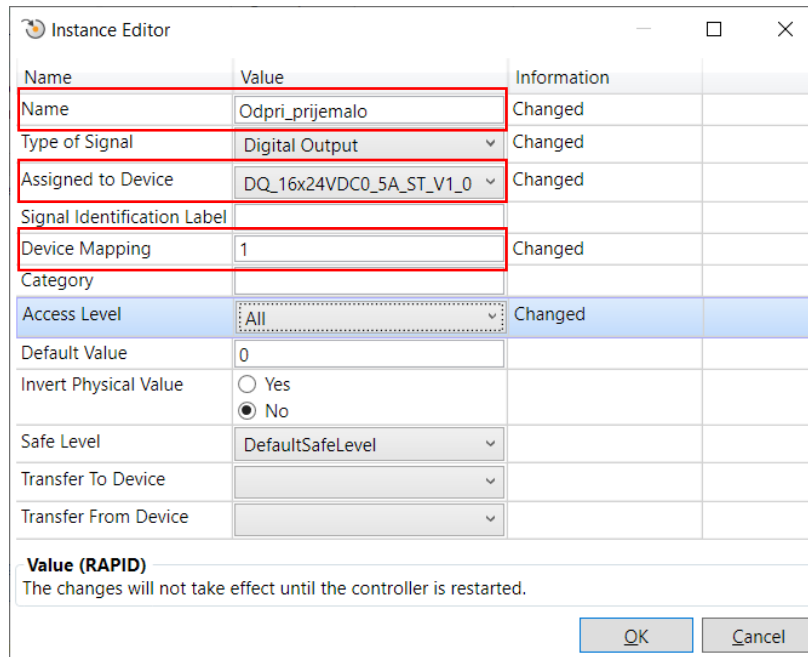 Instance Editor
Name Value Information
Name Odpri_prijemalo Changed
Type of Signal Digital Output Changed
Assigned to Device DQ_16x24VDC0_5A_ST_V1_0 Changed
Signal Identification Label
Device Mapping 1 Changed
Category
Access Level All Changed
Default Value 0
Invert Physical Value Yes
No
Safe Level DefaultSafeLevel
Transfer To Device
Transfer From Device
Value (RAPID)
The changes will not take effect until the controller is restarted.
OK Cancel